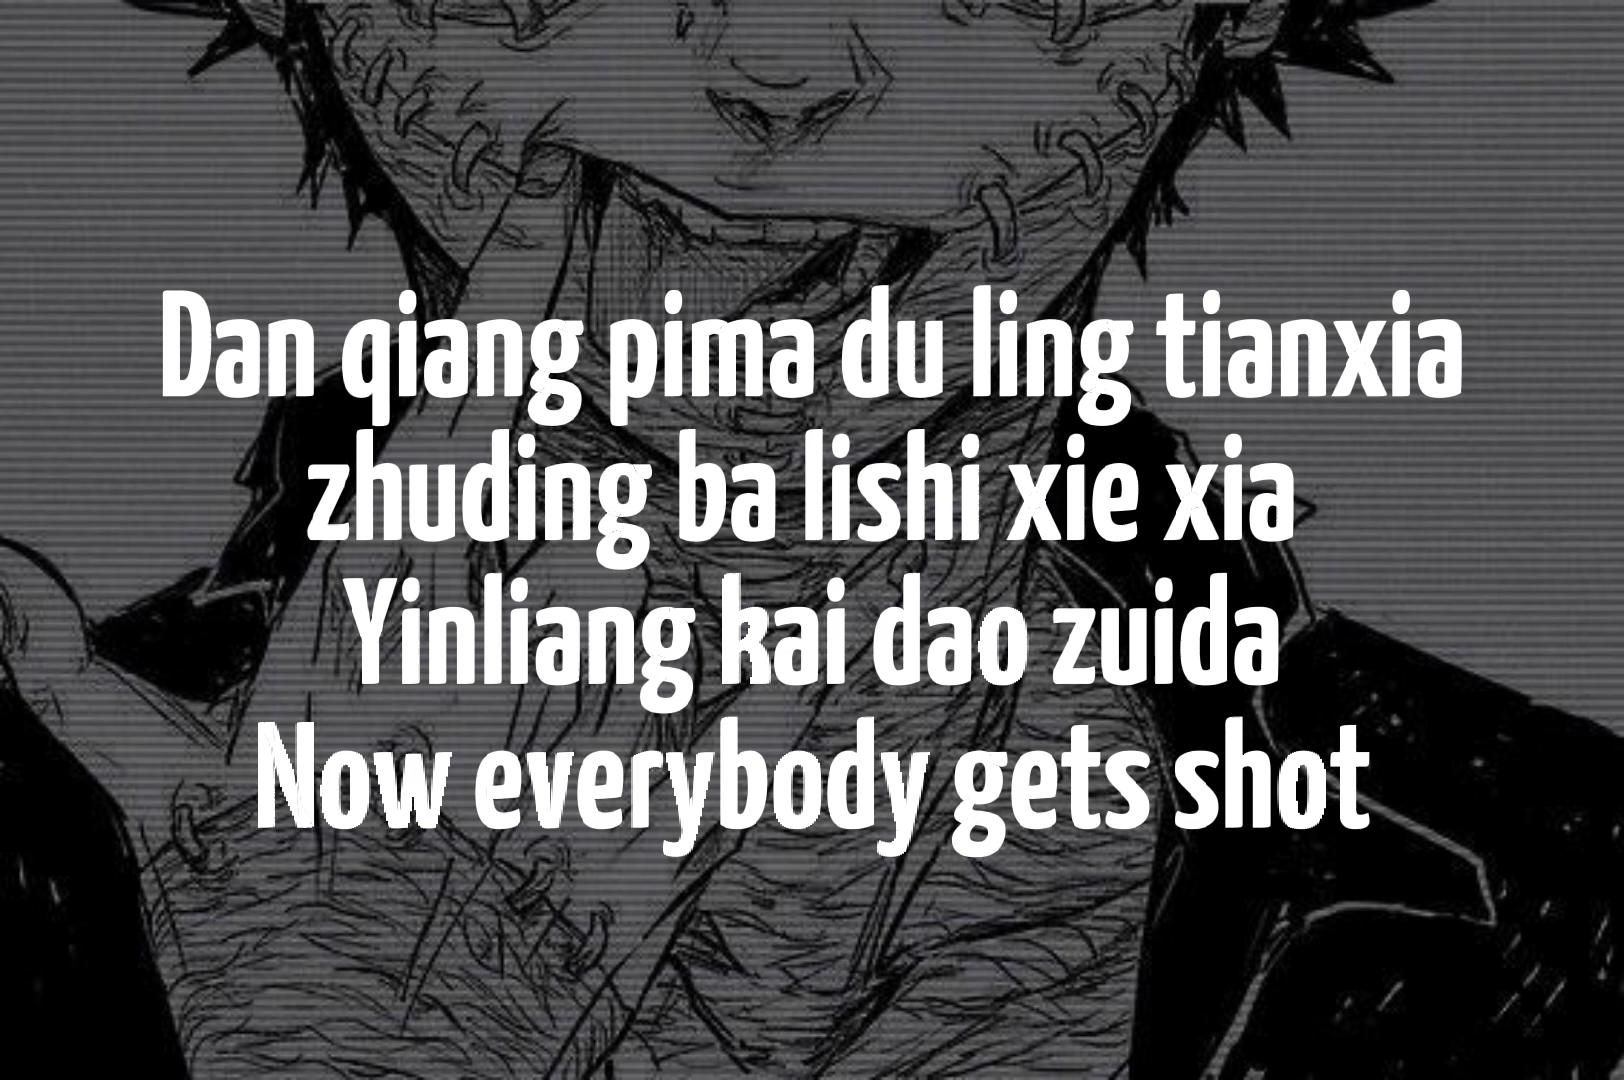 Dan qiang pima du ling tianxia
zhuding ba lishi xie xia
Yinliang kai dao zuida
Now everybody gets shot